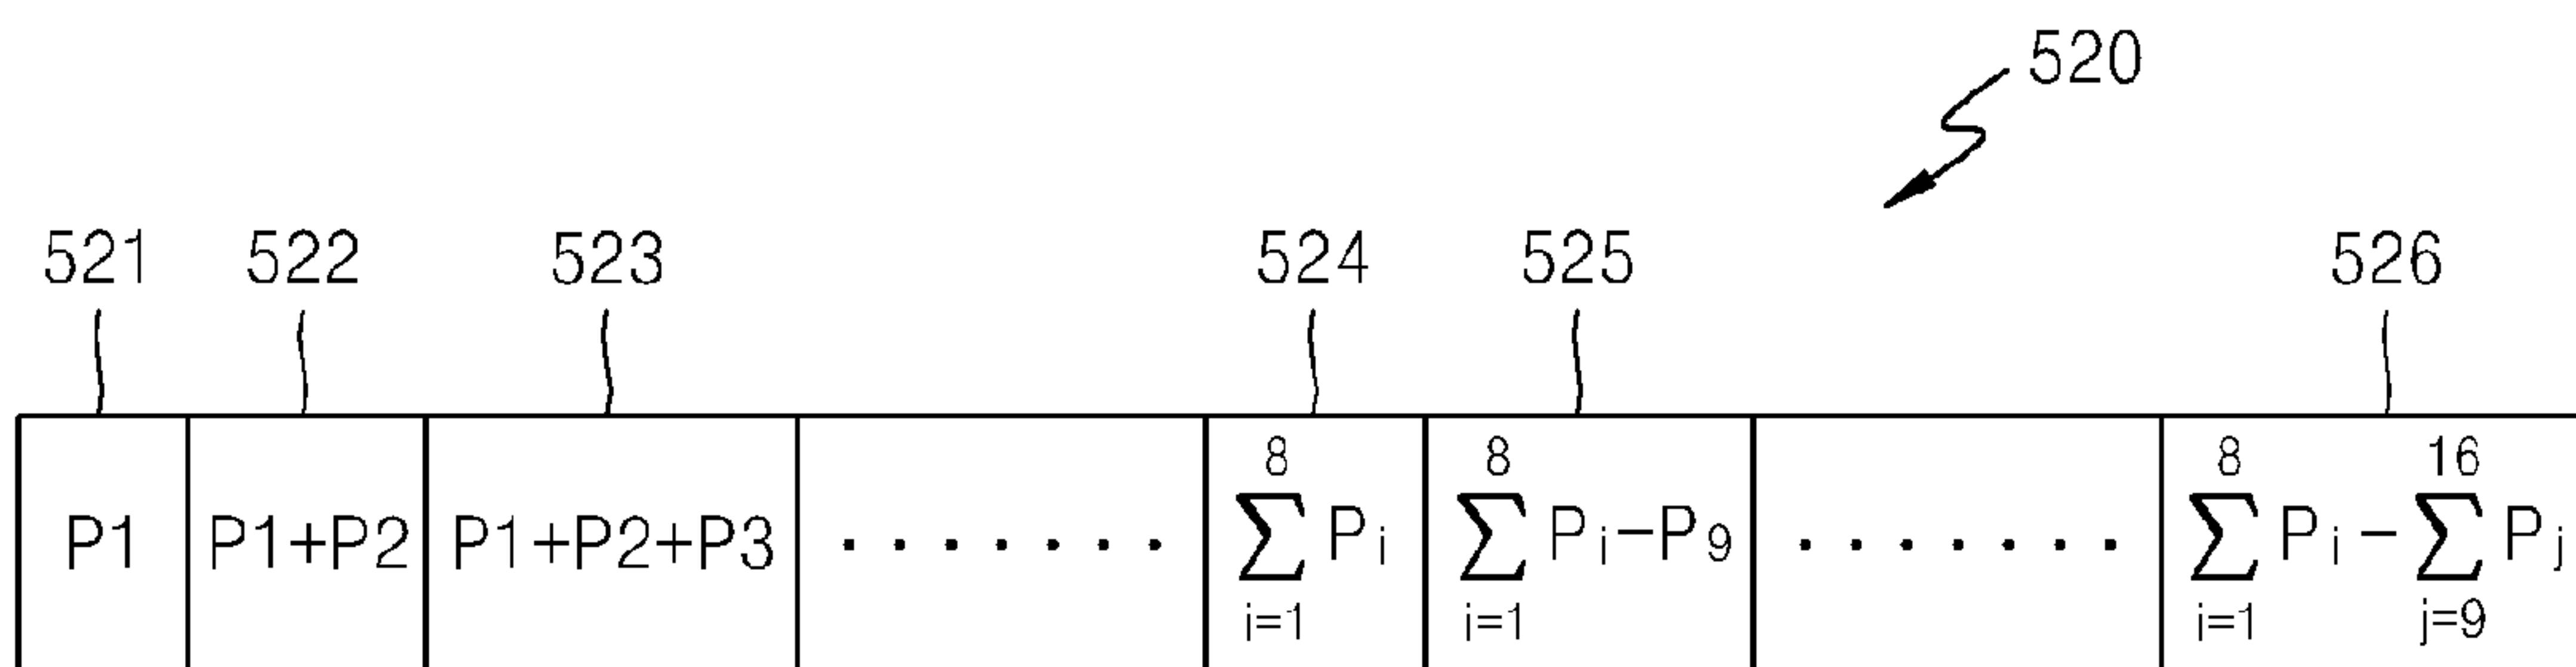 520
521 522 523 524 525 526
8 8 8 16
P1 P1+P2 P1+P2+P3 ....... ∑ Pᵢ ∑ Pᵢ−P₉ ....... ∑ Pᵢ − ∑ Pⱼ
i=1 i=1 i=1 j=9